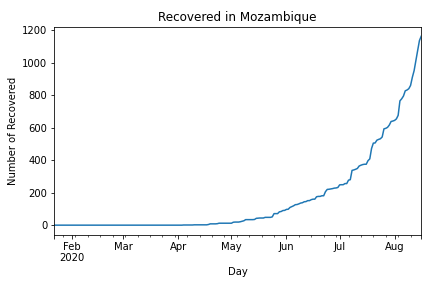 Recovered in Mozambique
1200
1000
800
600
400
200
0
Number of Recovered
Feb
2020
Mar
Apr
May
Jun
Jul
Aug
Day